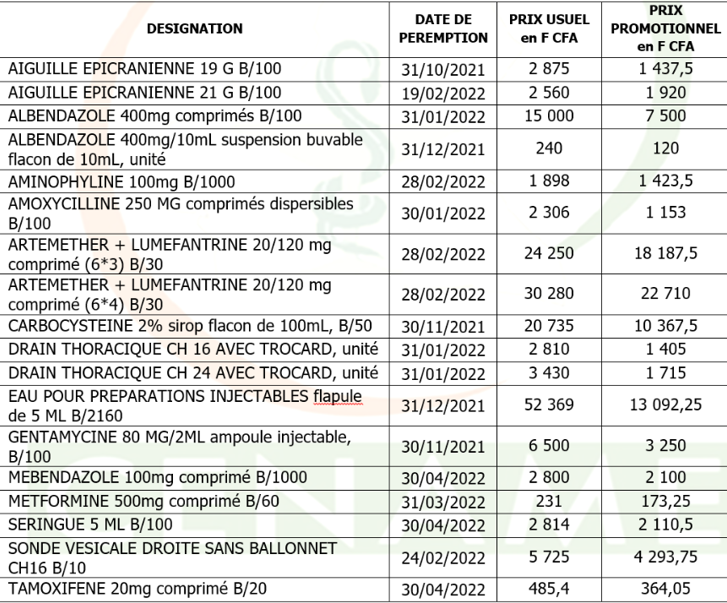 DESIGNATION
DATE DE
PEREMPTION
PRIX USUEL
en F CFA
PRIX
PROMOTIONNEL
en F CFA
AIGUILLE EPICRANIENNE 19 G B/100 31/10/2021 2 875 1 437,5
AIGUILLE EPICRANIENNE 21 G B/100 19/02/2022 2 560 1 920
ALBENDAZOLE 400mg comprimés B/100 31/01/2022 15 000 7 500
ALBENDAZOLE 400mg/10mL suspension buvable
flacon de 10mL, unité 31/12/2021 240 120
AMINOPHYLINE 100mg B/1000 28/02/2022 1 898 1 423,5
AMOXYCILLINE 250 MG comprimés dispersibles
B/100 30/01/2022 2 306 1 153
ARTEMETHER + LUMEFANTRINE 20/120 mg
comprimé (6*3) B/30 28/02/2022 24 250 18 187,5
ARTEMETHER + LUMEFANTRINE 20/120 mg
comprimé (6*4) B/30 28/02/2022 30 280 22 710
CARBOCYSTEINE 2% sirop flacon de 100mL, B/50 30/11/2021 20 735 10 367,5
DRAIN THORACIQUE CH 16 AVEC TROCARD, unité 31/01/2022 2 810 1 405
DRAIN THORACIQUE CH 24 AVEC TROCARD, unité 31/01/2022 3 430 1 715
EAU POUR PREPARATIONS INJECTABLES flapule
de 5 ML B/2160 31/12/2021 52 369 13 092,25
GENTAMYCINE 80 MG/2ML ampoule injectable,
B/100 30/11/2021 6 500 3 250
MEBENDAZOLE 100mg comprimé B/1000 30/04/2022 2 800 2 100
METFORMINE 500mg comprimé B/60 31/03/2022 231 173,25
SERINGUE 5 ML B/100 30/04/2022 2 814 2 110,5
SONDE VESICALE DROITE SANS BALLONNET
CH16 B/10 24/02/2022 5 725 4 293,75
TAMOXIFENE 20mg comprimé B/20 30/04/2022 485,4 364,05
CENAME